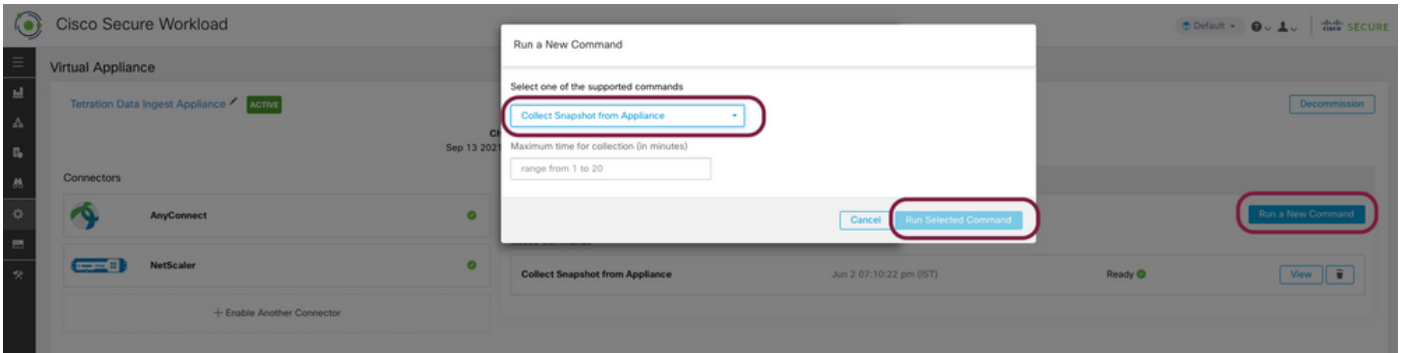 Cisco Secure Workload
Default
CISCO SECURE
Virtual Appliance
Tetration Data Ingest Appliance
ACTIVE
Decommission
Sep 13 2021
Connectors
AnyConnect
NetScaler
+ Enable Another Connector
Run a New Command
Select one of the supported commands
Collect Snapshot from Appliance
Maximum time for collection (in minutes)
range from 1 to 20
Cancel
Run Selected Command
Run a New Command
Collect Snapshot from Appliance
Jun 2 07:10:22 pm (IST)
Ready
View